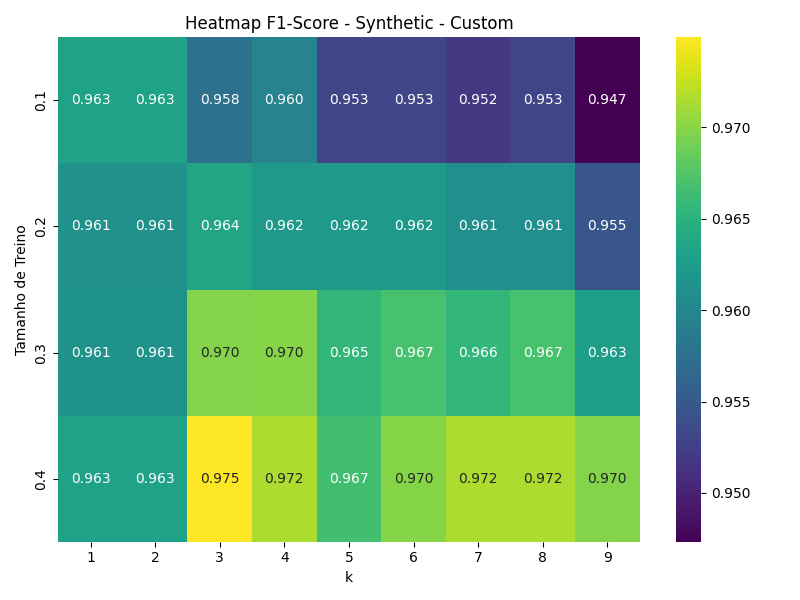 Heatmap F1-Score - Synthetic - Custom
Tamanho de Treino
0.1 0.963 0.963 0.958 0.960 0.953 0.953 0.952 0.953 0.947
0.2 0.961 0.961 0.964 0.962 0.962 0.962 0.961 0.961 0.955
0.3 0.961 0.961 0.970 0.970 0.965 0.967 0.966 0.967 0.963
0.4 0.963 0.963 0.975 0.972 0.967 0.970 0.972 0.972 0.970
1 2 3 4 5 6 7 8 9
k
0.970
0.965
0.960
0.955
0.950